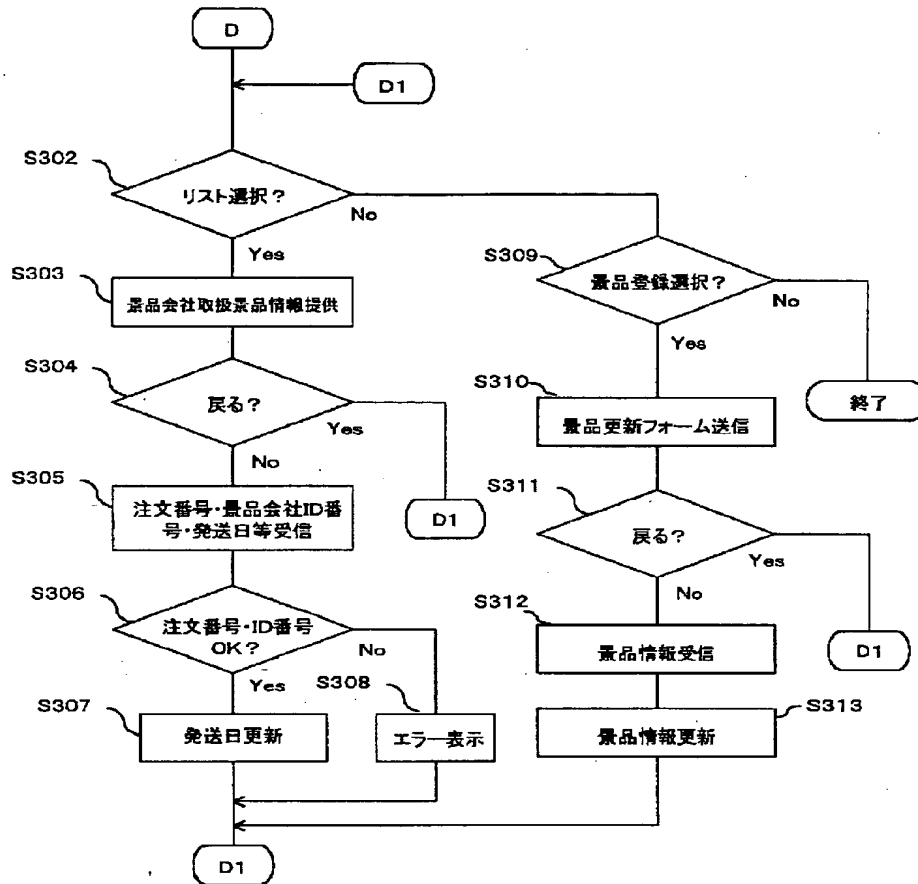 D
D1
S302
リスト選択？
No
Yes
S303
景品会社取扱景品情報提供
S304
戻る？
Yes
No
D1
S305
注文番号・景品会社ID番
号・発送日等受信
S306
注文番号・ID番号
OK？
No
Yes
S307
発送日更新
S308
エラー表示
S309
景品登録選択？
No
Yes
終了
S310
景品更新フォーム送信
S311
戻る？
Yes
No
D1
S312
景品情報受信
S313
景品情報更新
D1